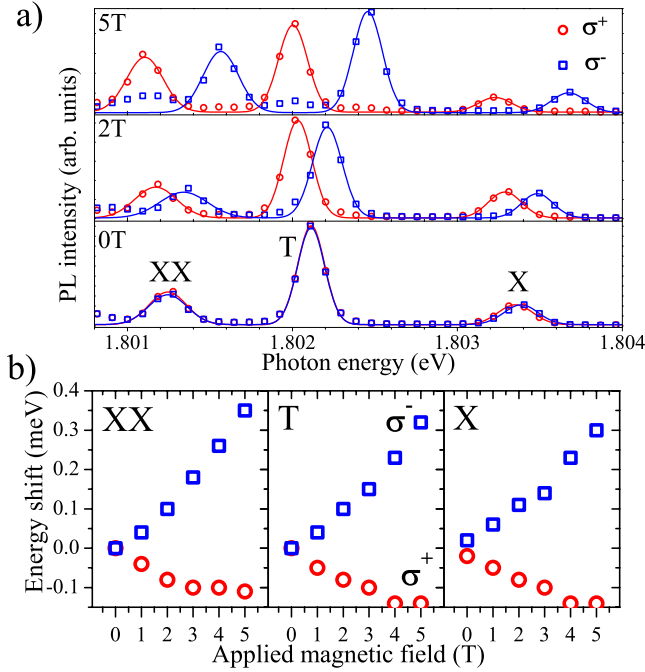 a)
5T
σ+
σ-
2T
0T
XX
T
X
PL intensity (arb. units)
1.801 1.802 1.803 1.804
Photon energy (eV)
b)
XX T X
σ-
σ+
0.4
0.3
0.2
0.1
0.0
-0.1
Energy shift (meV)
0 1 2 3 4 5 0 1 2 3 4 5 0 1 2 3 4 5
Applied magnetic field (T)